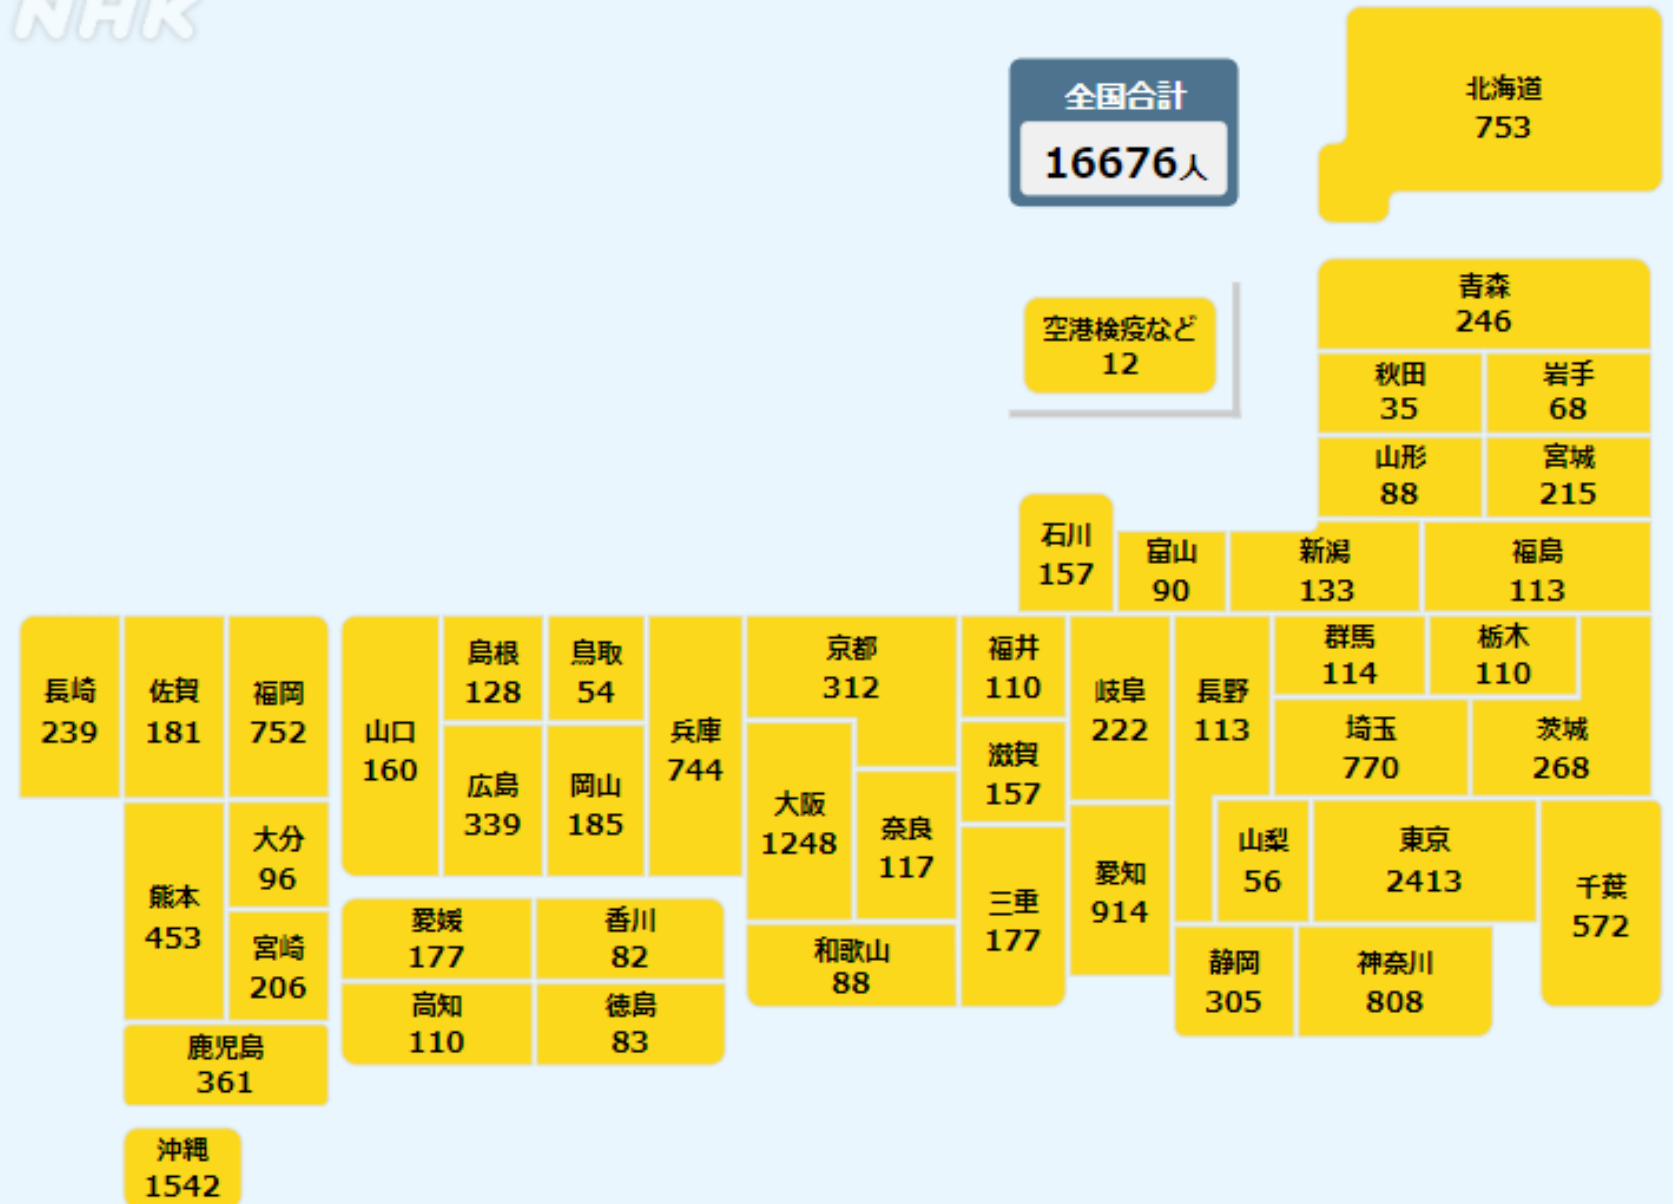 NHK
全国合計
16676人
北海道
753
空港検疫など
12
青森
246
秋田
35
岩手
68
山形
88
宮城
215
石川
157
富山
90
新潟
133
福島
113
長崎
239
佐賀
181
福岡
752
山口
160
島根
128
鳥取
54
兵庫
744
京都
312
福井
110
岐阜
222
長野
113
群馬
114
栃木
110
埼玉
770
茨城
268
広島
339
岡山
185
大阪
1248
奈良
117
滋賀
157
三重
177
愛知
914
山梨
56
東京
2413
千葉
572
熊本
453
大分
96
宮崎
206
愛媛
177
香川
82
和歌山
88
静岡
305
神奈川
808
高知
110
徳島
83
鹿児島
361
沖縄
1542